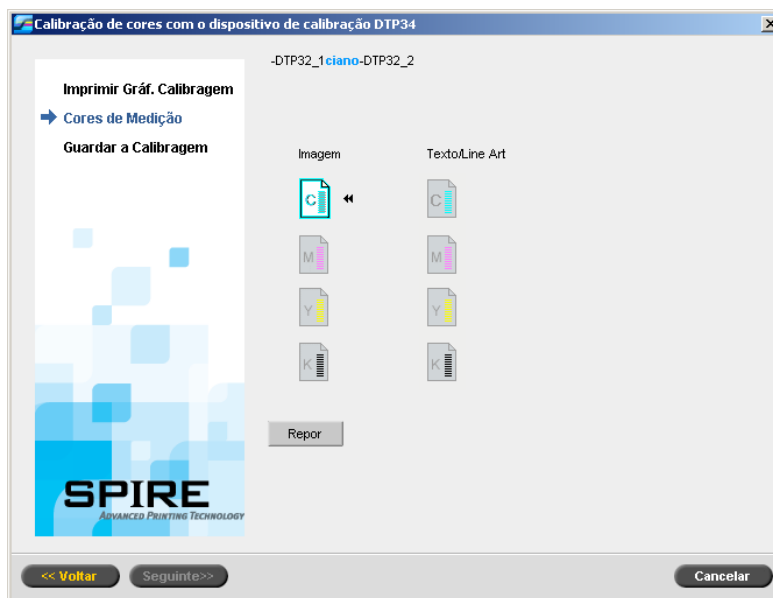 Calibração de cores com o dispositivo de calibração DTP34
-DTP32_1ciano-DTP32_2
Imprimir Gráf. Calibragem
Cores de Medição
Guardar a Calibragem
Imagem Texto/Line Art
C C
M M
Y Y
K K
Repor
SPIRE
ADVANCED PRINTING TECHNOLOGY
<< Voltar Seguinte>> Cancelar